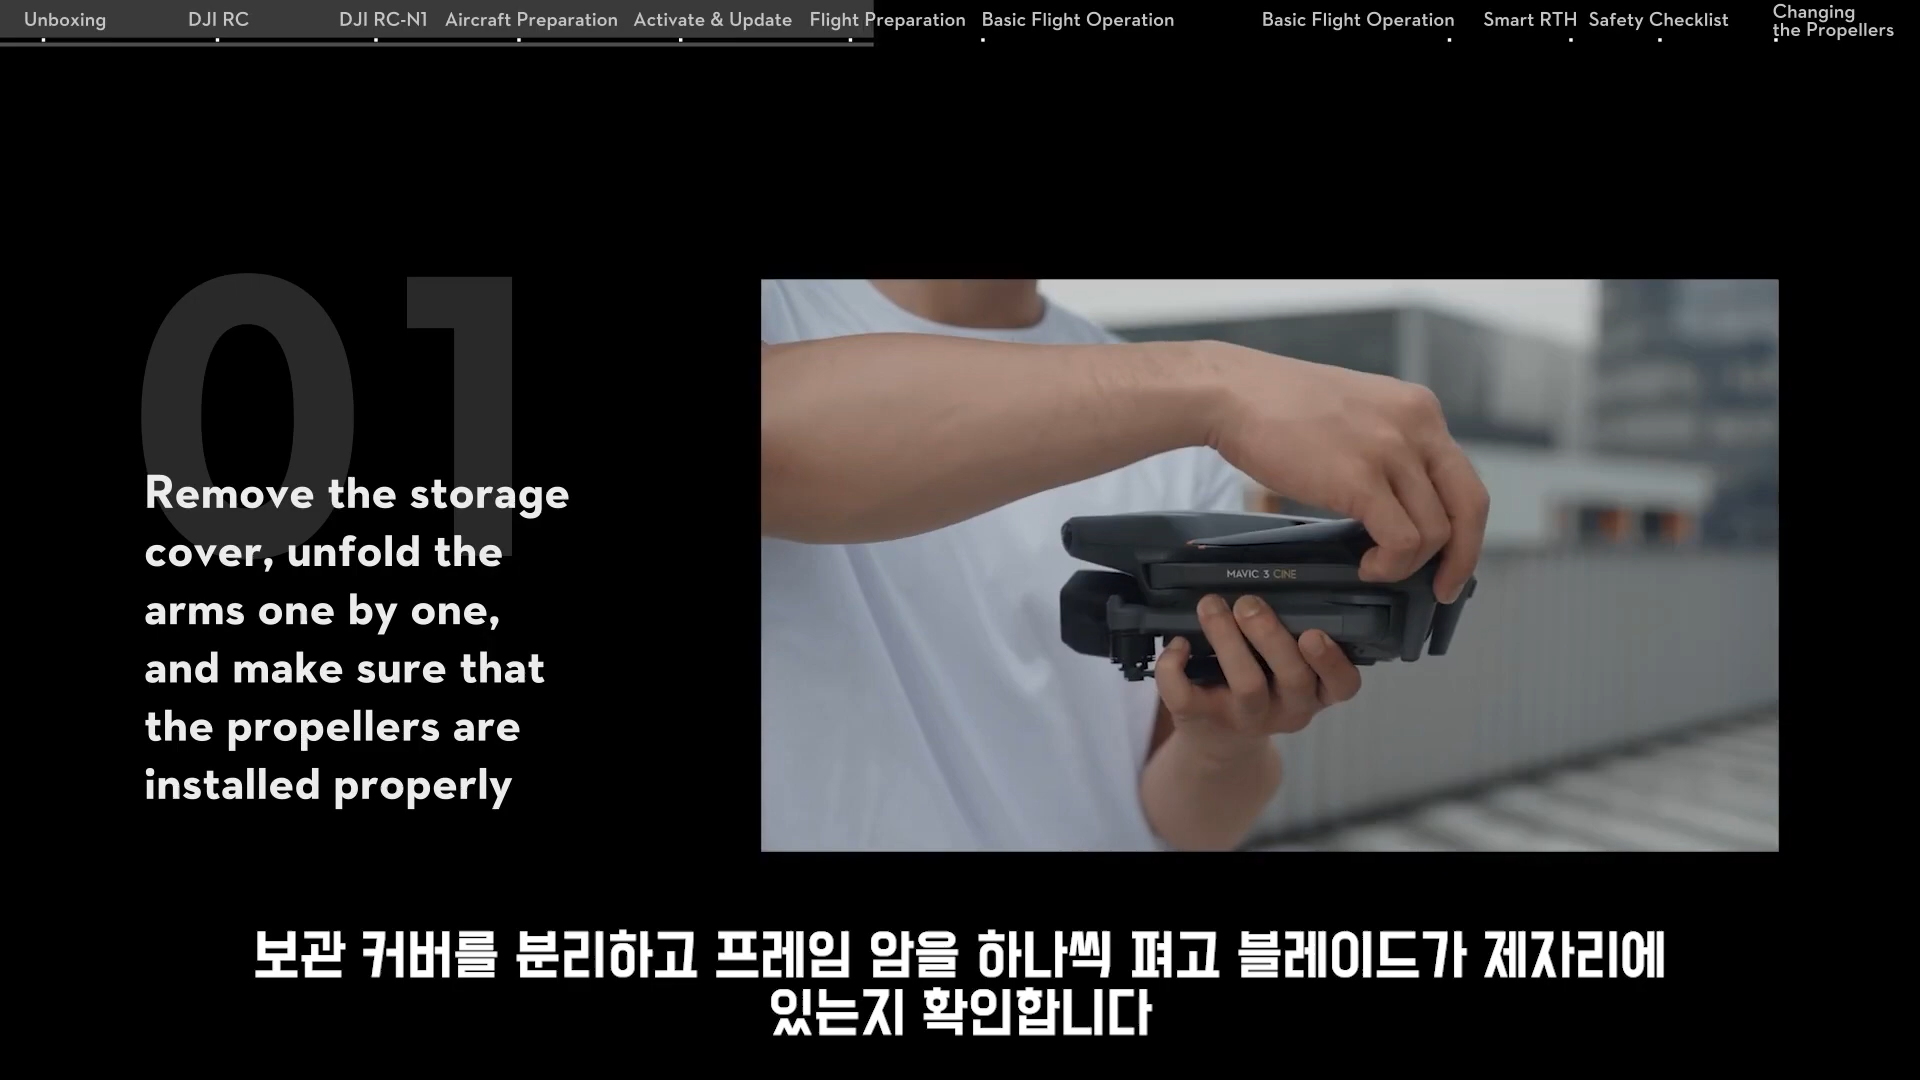 Unboxing
DJI RC
DJI RC-N1
Aircraft Preparation
Activate & Update
Flight Preparation
Basic Flight Operation
Basic Flight Operation
Smart RTH
Safety Checklist
Changing
the Propellers
01
Remove the storage
cover, unfold the
arms one by one,
and make sure that
the propellers are
installed properly
MAVIC 3 CINE
보관 커버를 분리하고 프레임 암을 하나씩 펴고 블레이드가 제자리에
있는지 확인합니다